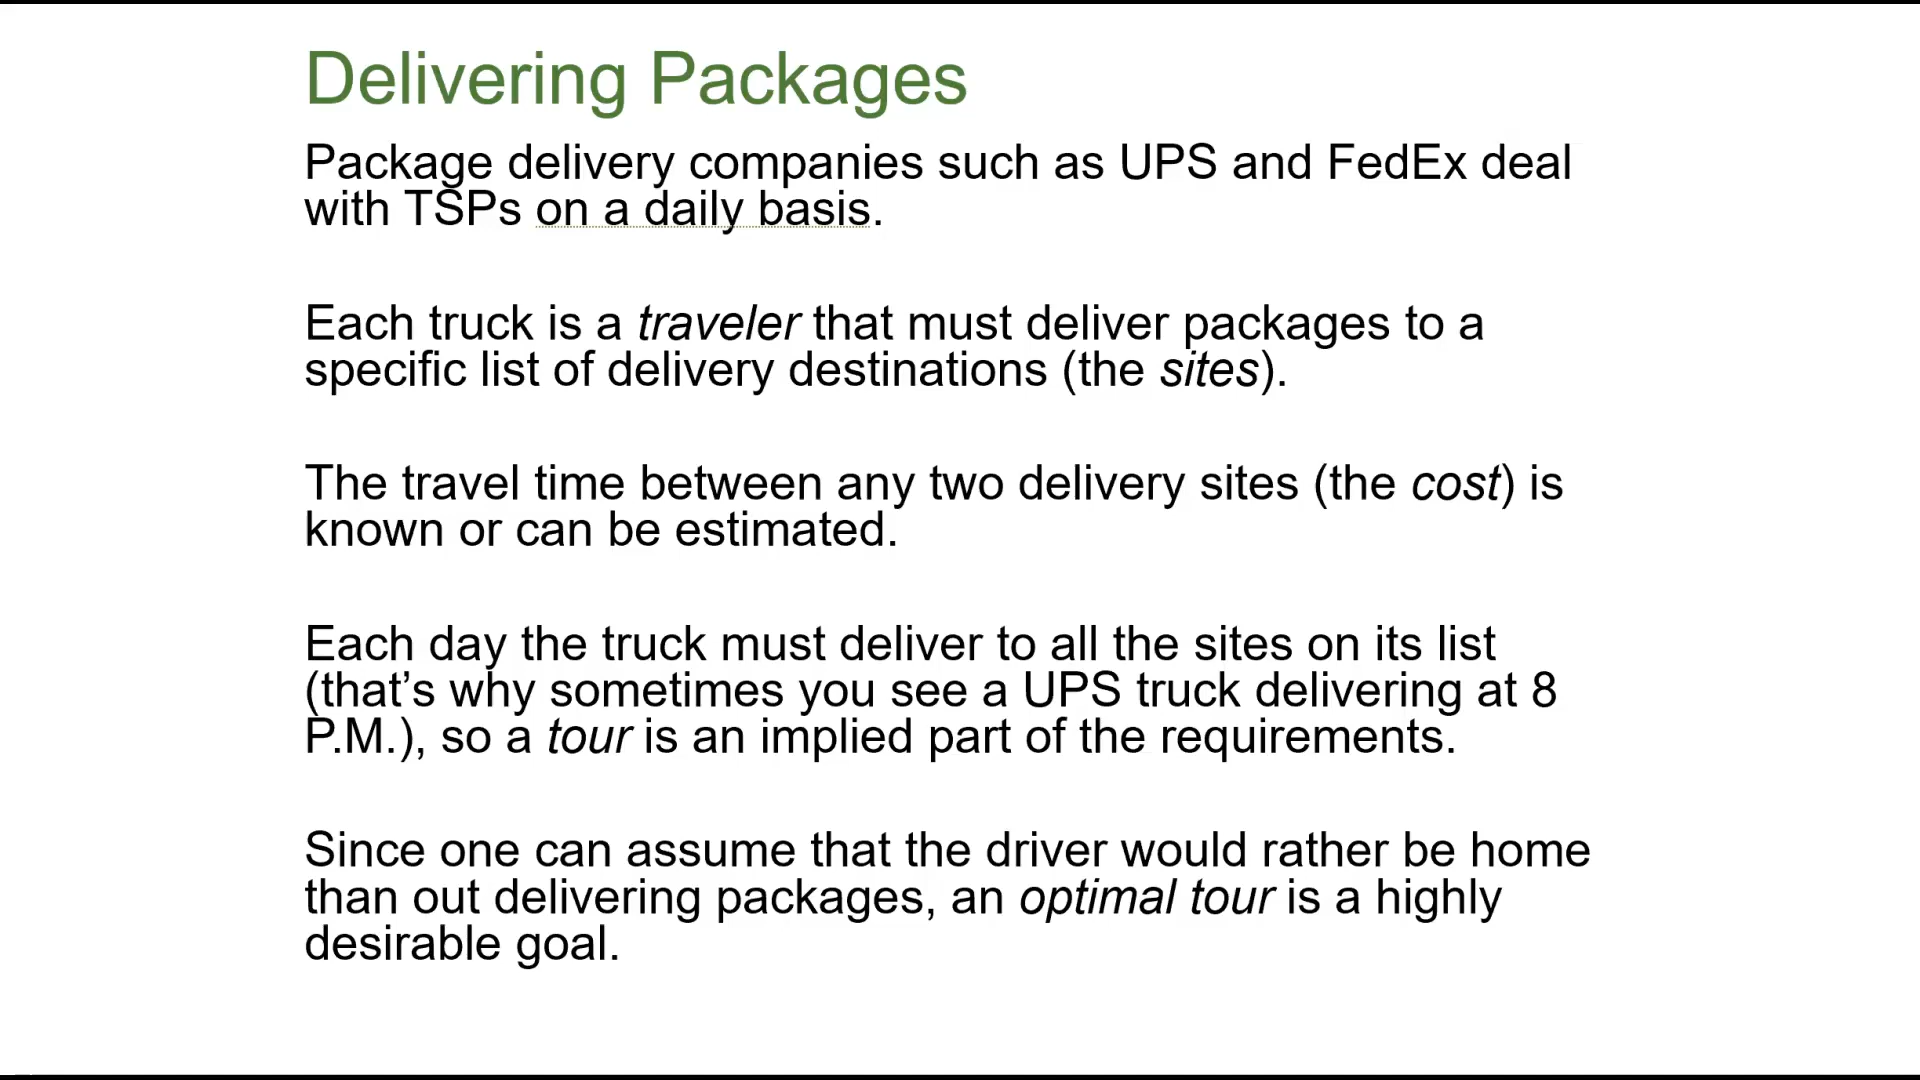 Delivering Packages
Package delivery companies such as UPS and FedEx deal
with TSPs on a daily basis.
Each truck is a traveler that must deliver packages to a
specific list of delivery destinations (the sites).
The travel time between any two delivery sites (the cost) is
known or can be estimated.
Each day the truck must deliver to all the sites on its list
(that’s why sometimes you see a UPS truck delivering at 8
P.M.), so a tour is an implied part of the requirements.
Since one can assume that the driver would rather be home
than out delivering packages, an optimal tour is a highly
desirable goal.